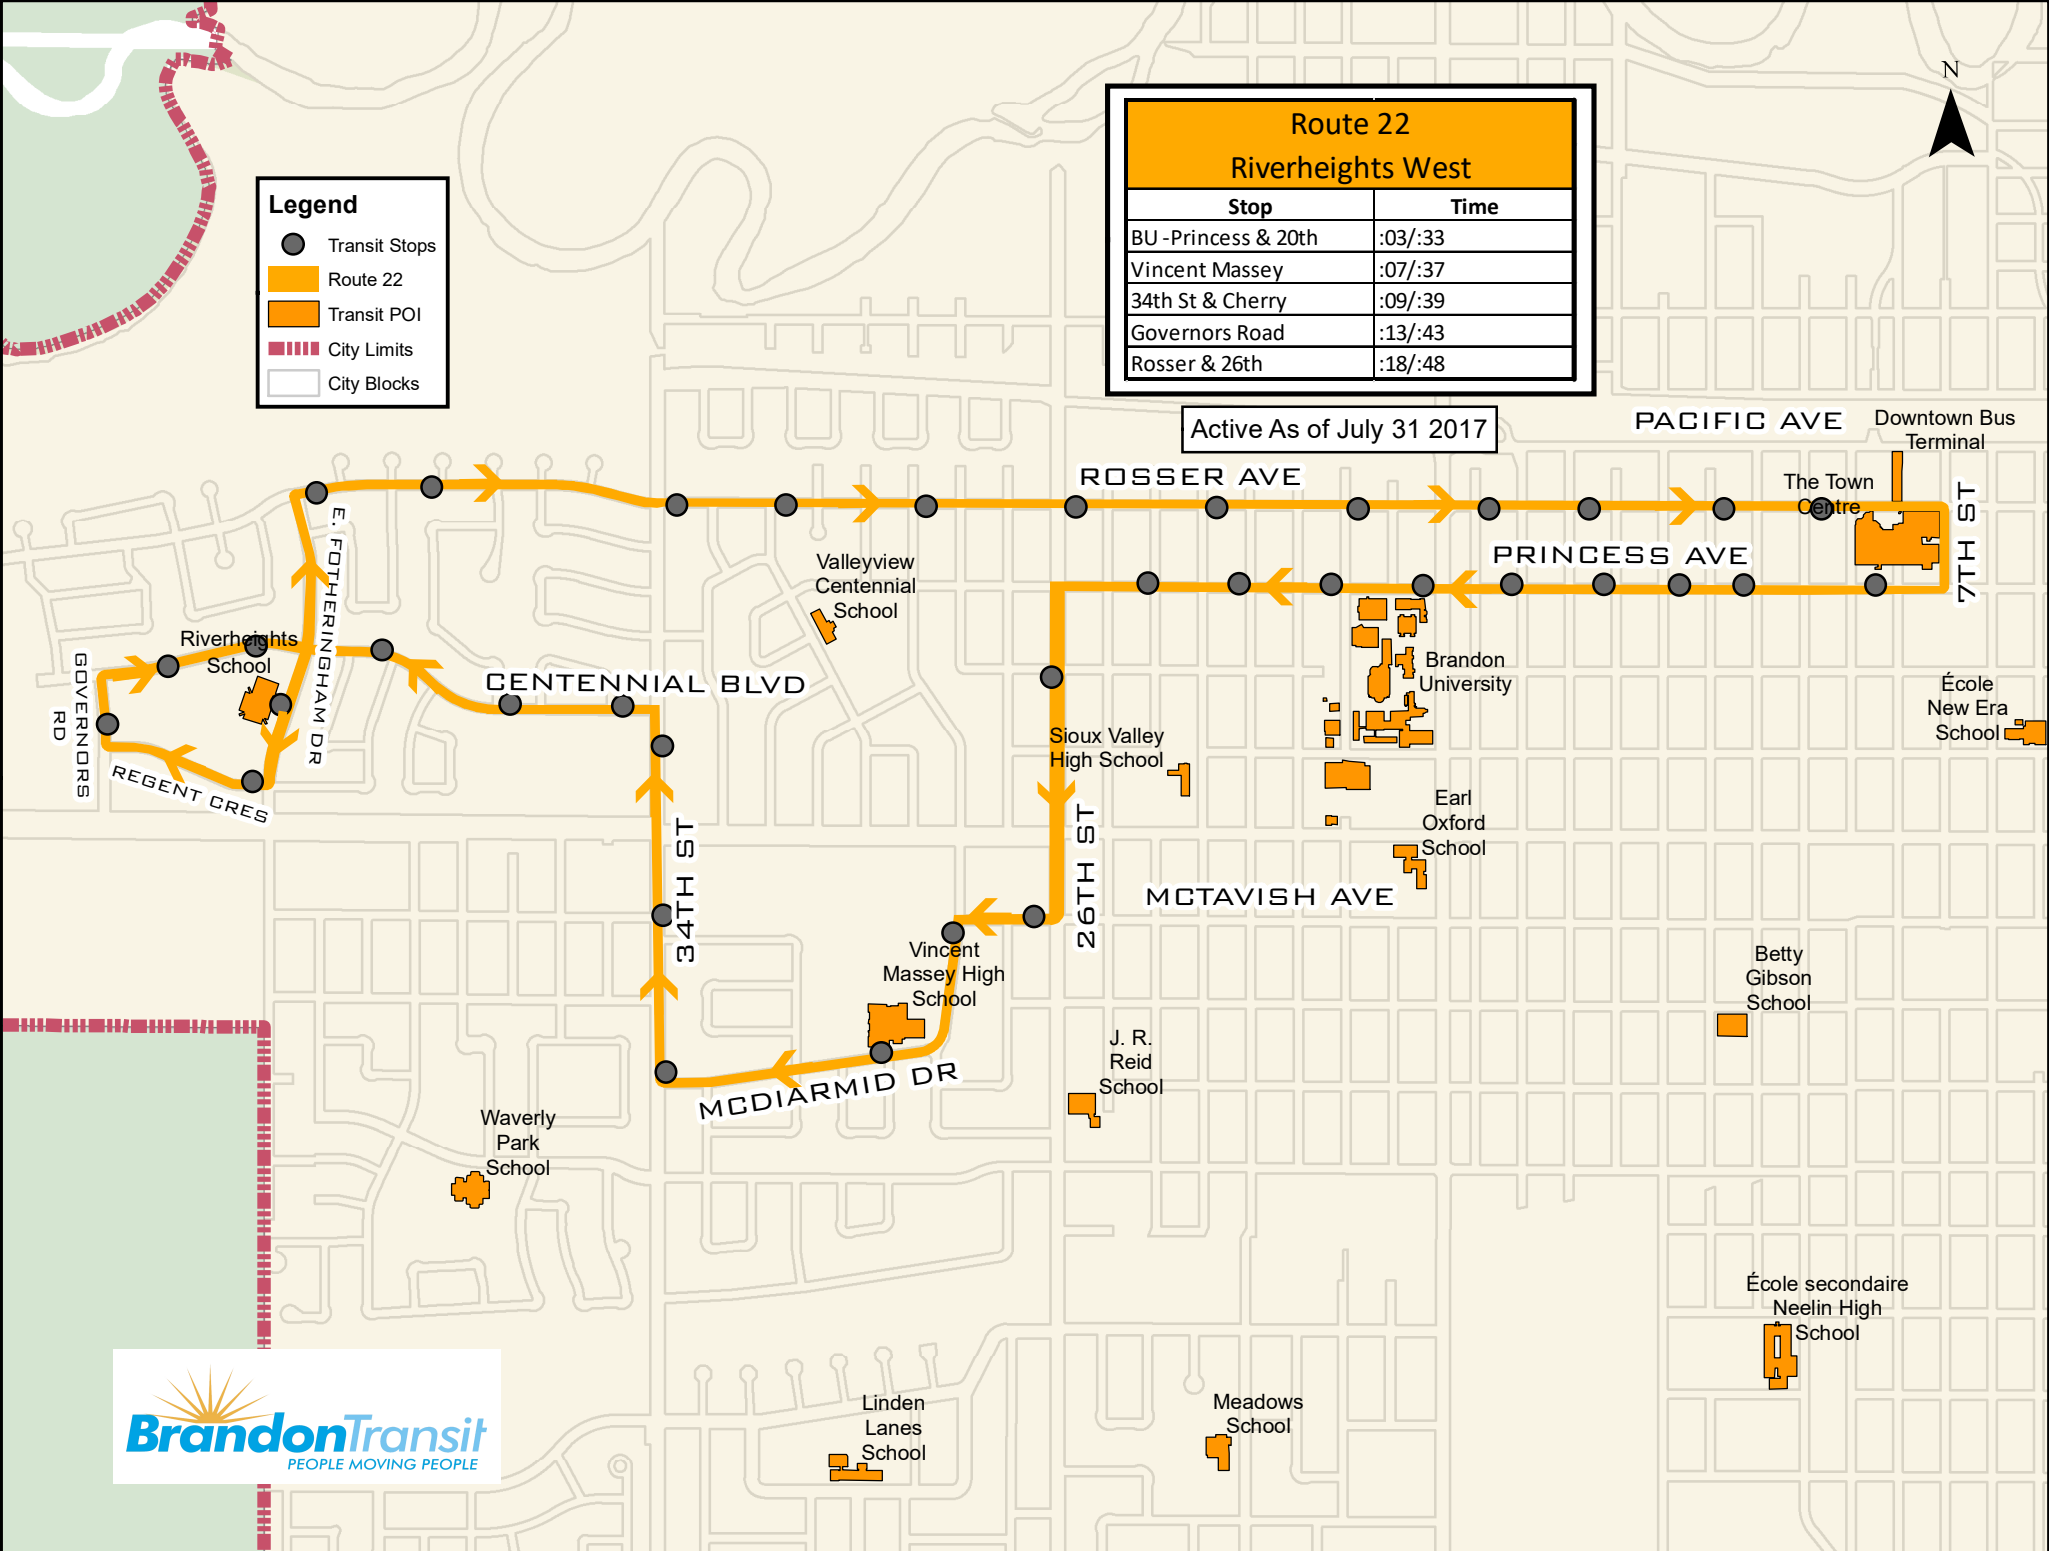 N
Route 22
Riverheights West
Stop Time
BU -Princess & 20th :03/:33
Vincent Massey :07/:37
34th St & Cherry :09/:39
Governors Road :13/:43
Rosser & 26th :18/:48
Legend
Transit Stops
Route 22
Transit POI
City Limits
City Blocks
Active As of July 31 2017
PACIFIC AVE
Downtown Bus
Terminal
ROSSER AVE
The Town
Centre
7TH ST
E. FOTHERINGHAM DR
PRINCESS AVE
Valleyview
Centennial
School
Riverheights
School
GOVERNORS
RD
CENTENNIAL BLVD
Brandon
University
École
New Era
School
Sioux Valley
High School
REGENT CRES
Earl
Oxford
School
34TH ST
26TH ST
MCTAVISH AVE
Vincent
Massey High
School
Betty
Gibson
School
J. R.
Reid
School
MCDIARMID DR
Waverly
Park
School
École secondaire
Neelin High
School
Linden
Lanes
School
Meadows
School
BrandonTransit
PEOPLE MOVING PEOPLE